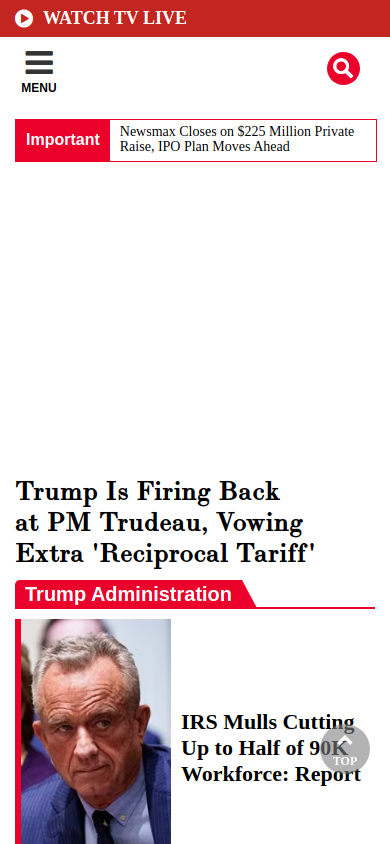 WATCH TV LIVE
MENU
Important
Newsmax Closes on $225 Million Private
Raise, IPO Plan Moves Ahead
Trump Is Firing Back
at PM Trudeau, Vowing
Extra 'Reciprocal Tariff'
Trump Administration
IRS Mulls Cutting
Up to Half of 90K
Workforce: Report
TOP